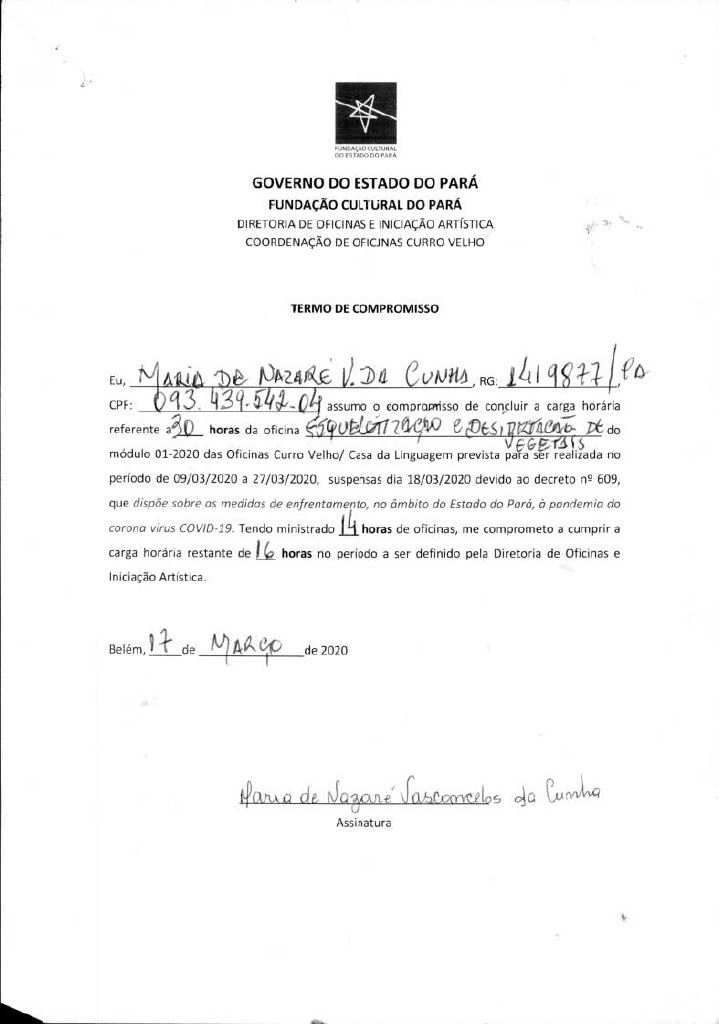 FUNDAÇÃO CULTURAL
DO ESTADO DO PARÁ
GOVERNO DO ESTADO DO PARÁ
FUNDAÇÃO CULTURAL DO PARÁ
DIRETORIA DE OFICINAS E INICIAÇÃO ARTÍSTICA
COORDENAÇÃO DE OFICINAS CURRO VELHO
TERMO DE COMPROMISSO
Eu, MARIA DE NAZARÉ V. DA CUNHA, RG: 1419877/PA
CPF: 093.439.542-04 assumo o compromisso de concluir a carga horária
referente a 30 horas da oficina ESQUELETIZAÇÃO E DESIDRATAÇÃO DE do
VEGETAIS
módulo 01-2020 das Oficinas Curro Velho/ Casa da Linguagem prevista para ser realizada no
período de 09/03/2020 a 27/03/2020, suspensas dia 18/03/2020 devido ao decreto nº 609,
que dispõe sobre as medidas de enfrentamento, no âmbito do Estado do Pará, à pandemia do
corona vírus COVID-19. Tendo ministrado 14 horas de oficinas, me comprometo a cumprir a
carga horária restante de 16 horas no período a ser definido pela Diretoria de Oficinas e
Iniciação Artística.
Belém, 17 de MARÇO de 2020
Maria de Nazaré Vasconcelos da Cunha
Assinatura